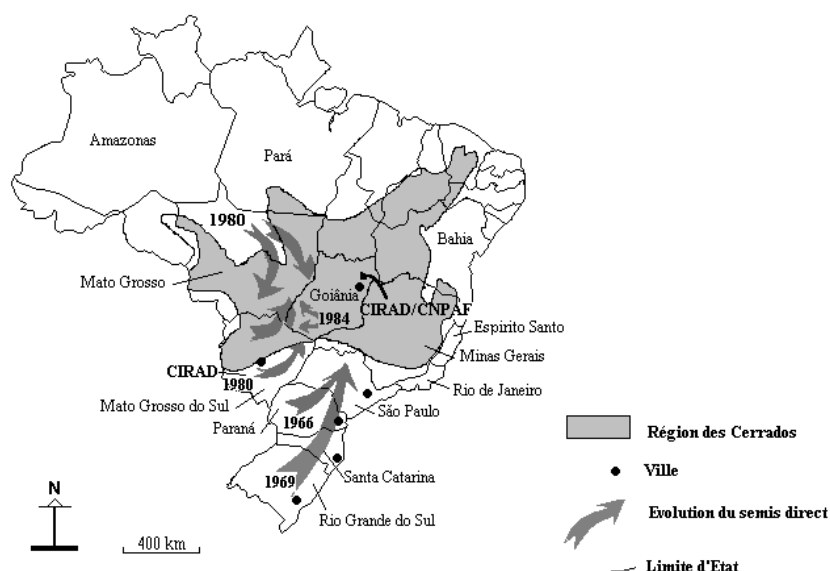 Amazonas
Pará
1980
Bahia
Mato Grosso
Goiânia
CIRAD/CNPAF
1984
Espirito Santo
Minas Gerais
CIRAD
1980
Rio de Janeiro
Mato Grosso do Sul
São Paulo
Paraná
1966
Santa Catarina
1969
Rio Grande do Sul
N
400 km
Région des Cerrados
Ville
Evolution du semis direct
Limite d'Etat